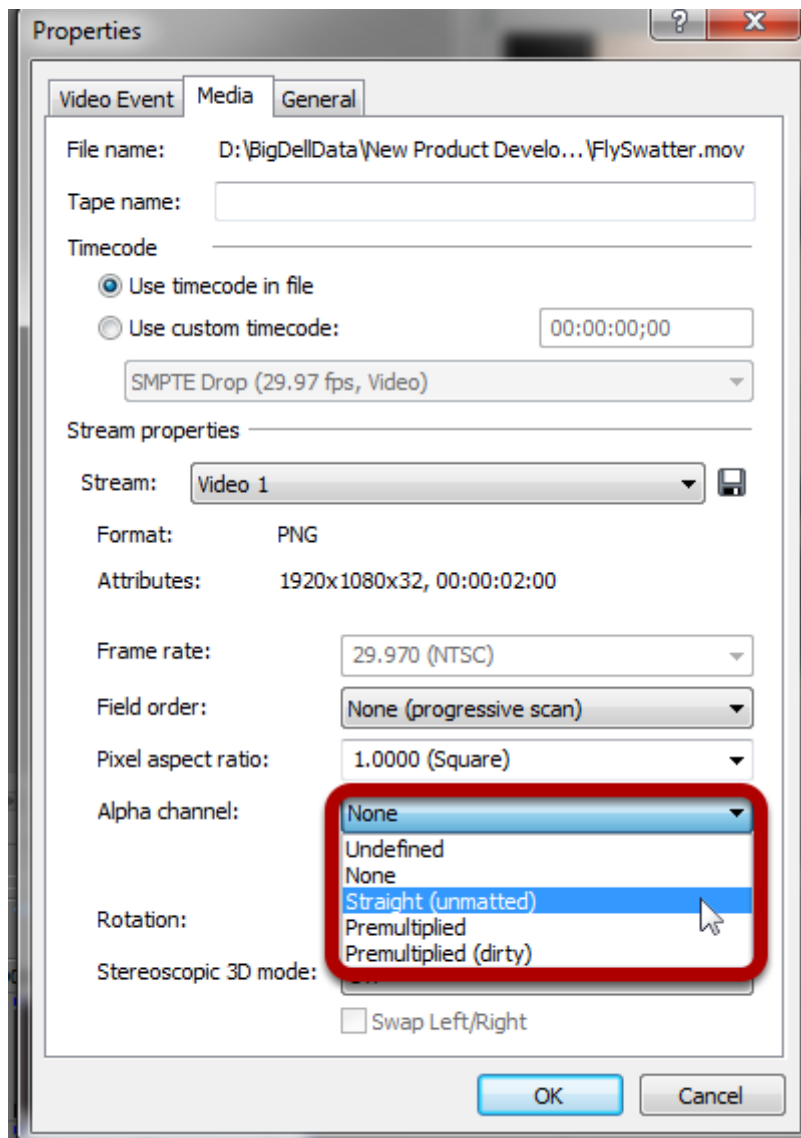 Properties
?
Video Event Media General
File name: D:\BigDellData\New Product Develo...\FlySwatter.mov
Tape name:
Timecode
Use timecode in file
Use custom timecode: 00:00:00;00
SMPTE Drop (29.97 fps, Video)
Stream properties
Stream: Video 1
Format: PNG
Attributes: 1920x1080x32, 00:00:02:00
Frame rate: 29.970 (NTSC)
Field order: None (progressive scan)
Pixel aspect ratio: 1.0000 (Square)
Alpha channel: None
Undefined
None
Straight (unmatted)
Rotation: Premultiplied
Premultiplied (dirty)
Stereoscopic 3D mode:
Swap Left/Right
OK Cancel